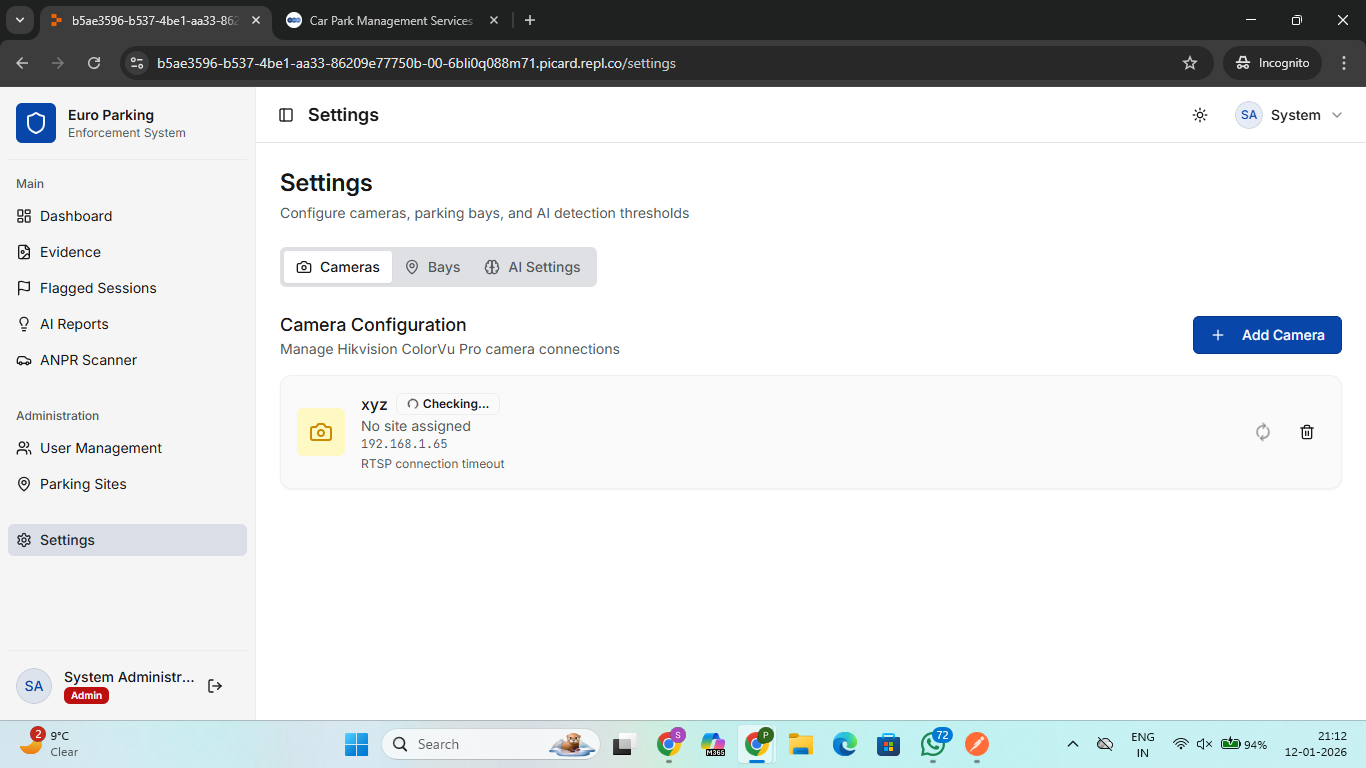 b5ae3596-b537-4be1-aa33-862
Car Park Management Services
b5ae3596-b537-4be1-aa33-86209e77750b-00-6bli0q088m71.picard.repl.co/settings
Incognito
Euro Parking
Enforcement System
Main
Dashboard
Evidence
Flagged Sessions
AI Reports
ANPR Scanner
Administration
User Management
Parking Sites
Settings
SA
System Administr...
Admin
Settings
SA
System
Settings
Configure cameras, parking bays, and AI detection thresholds
Cameras
Bays
AI Settings
Camera Configuration
Manage Hikvision ColorVu Pro camera connections
Add Camera
xyz
Checking...
No site assigned
192.168.1.65
RTSP connection timeout
2
9°C
Clear
Search
S
M365
P
72
ENG
IN
94%
21:12
12-01-2026